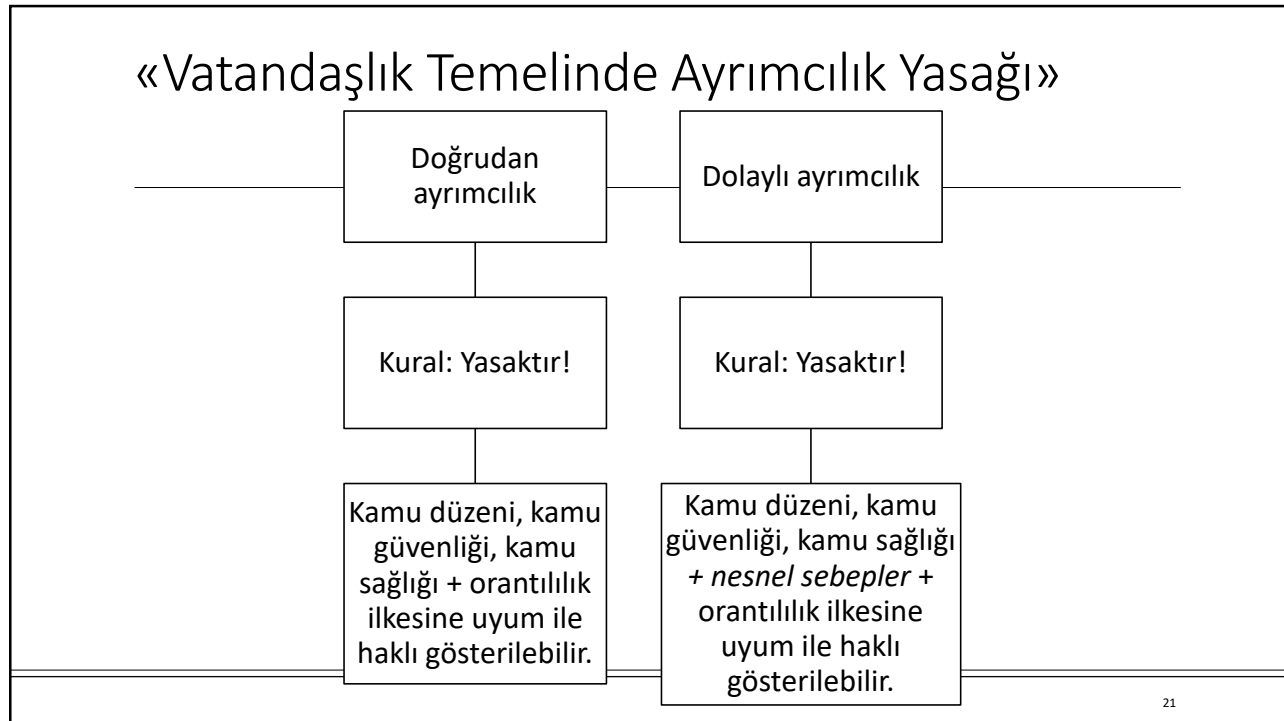 «Vatandaşlık Temelinde Ayrımcılık Yasağı»
Doğrudan
ayrımcılık
Kural: Yasaktır!
Kamu düzeni, kamu
güvenliği, kamu
sağlığı + orantılılık
ilkesine uyum ile
haklı gösterilebilir.
Dolaylı ayrımcılık
Kural: Yasaktır!
Kamu düzeni, kamu
güvenliği, kamu sağlığı
+ nesnel sebepler +
orantılılık ilkesine
uyum ile haklı
gösterilebilir.
21